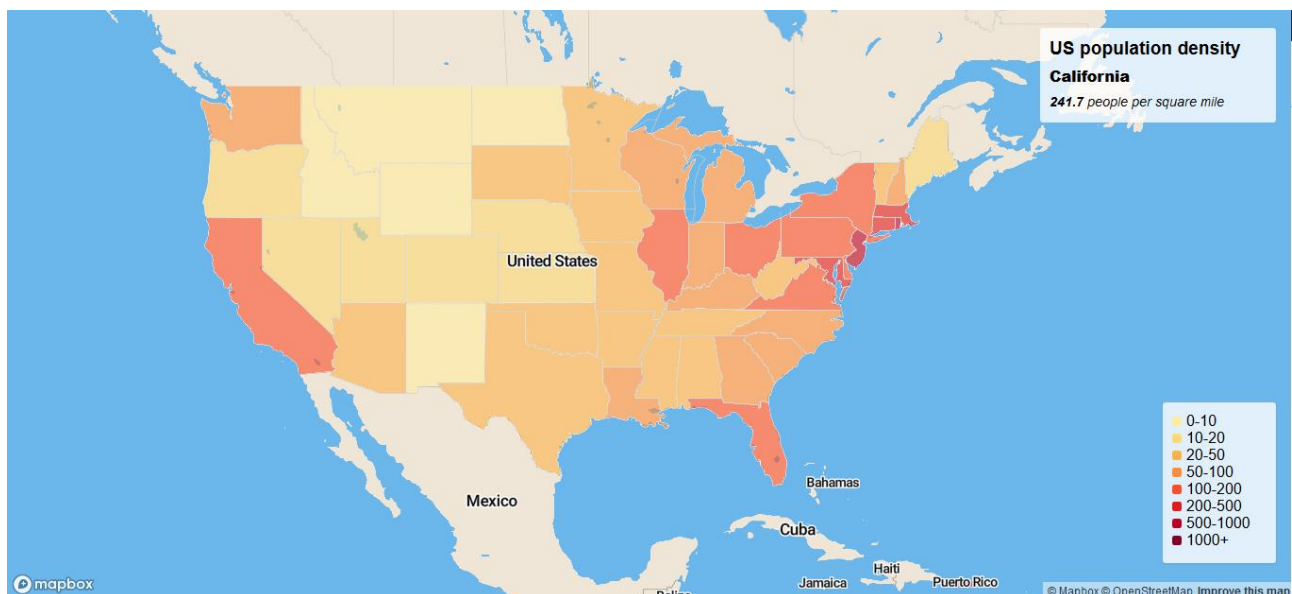 US population density
California
241.7 people per square mile
United States
Mexico
Bahamas
Cuba
Haiti
Jamaica
Puerto Rico
0-10
10-20
20-50
50-100
100-200
200-500
500-1000
1000+
mapbox
© Mapbox © OpenStreetMap Improve this map